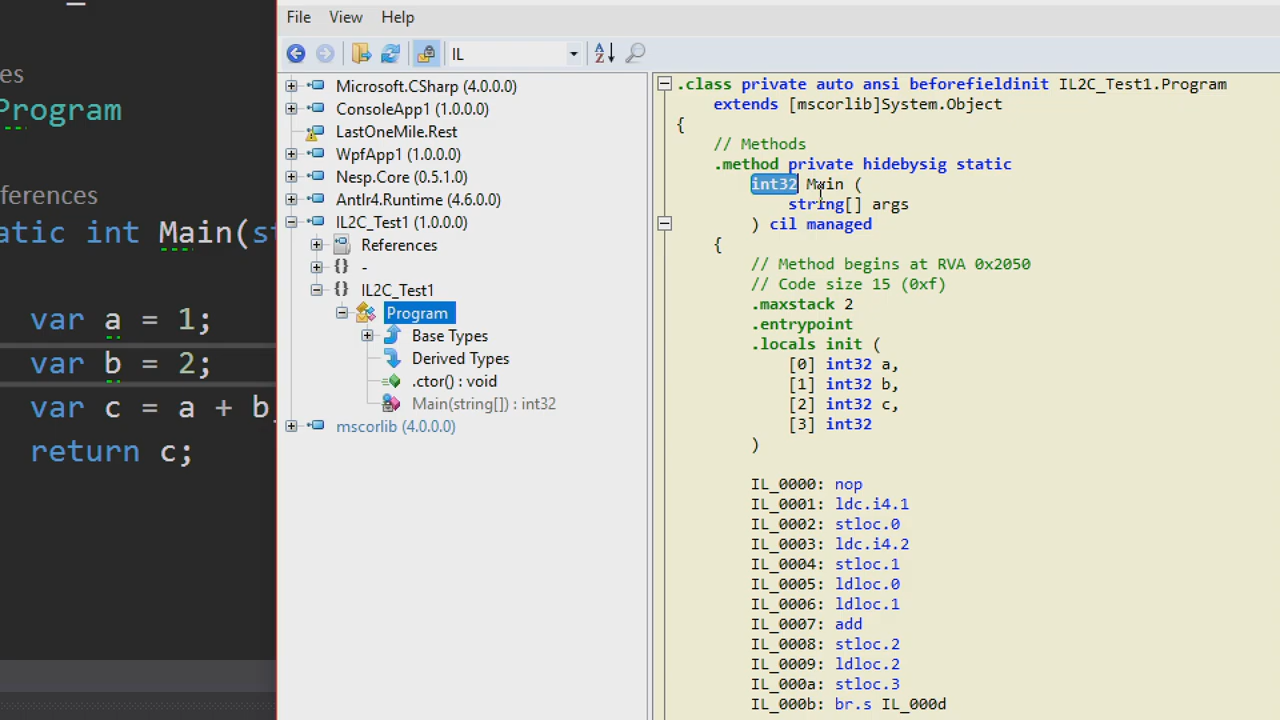 es
Program
ferences
atic int Main(st
var a = 1;
var b = 2;
var c = a + b
return c;
File View Help
IL
Microsoft.CSharp (4.0.0.0)
ConsoleApp1 (1.0.0.0)
LastOneMile.Rest
WpfApp1 (1.0.0.0)
Nesp.Core (0.5.1.0)
Antlr4.Runtime (4.6.0.0)
IL2C_Test1 (1.0.0.0)
References
{} -
{} IL2C_Test1
Program
Base Types
Derived Types
.ctor() : void
Main(string[]) : int32
mscorlib (4.0.0.0)
.class private auto ansi beforefieldinit IL2C_Test1.Program
extends [mscorlib]System.Object
{
// Methods
.method private hidebysig static
int32 Main (
string[] args
) cil managed
{
// Method begins at RVA 0x2050
// Code size 15 (0xf)
.maxstack 2
.entrypoint
.locals init (
[0] int32 a,
[1] int32 b,
[2] int32 c,
[3] int32
)
IL_0000: nop
IL_0001: ldc.i4.1
IL_0002: stloc.0
IL_0003: ldc.i4.2
IL_0004: stloc.1
IL_0005: ldloc.0
IL_0006: ldloc.1
IL_0007: add
IL_0008: stloc.2
IL_0009: ldloc.2
IL_000a: stloc.3
IL_000b: br.s IL_000d